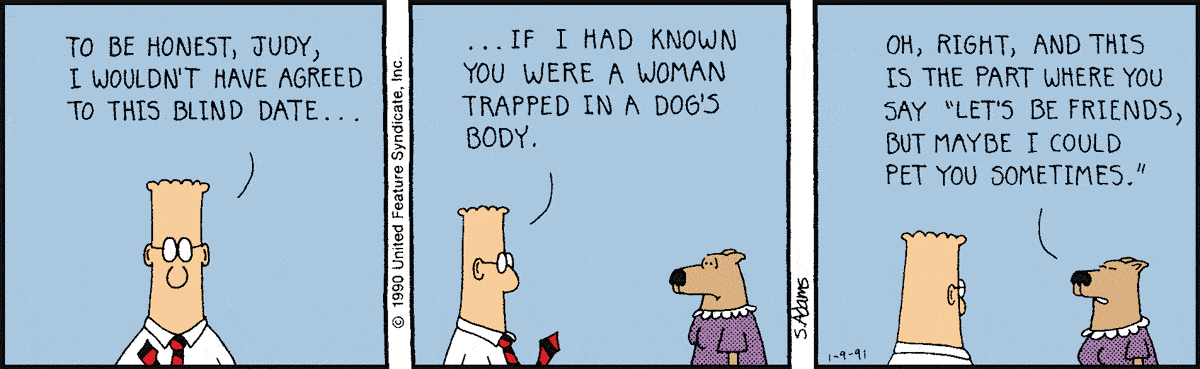 TO BE HONEST, JUDY,
I WOULDN'T HAVE AGREED
TO THIS BLIND DATE...
© 1990 United Feature Syndicate, Inc.
...IF I HAD KNOWN
YOU WERE A WOMAN
TRAPPED IN A DOG'S
BODY.
S. Adams
OH, RIGHT, AND THIS
IS THE PART WHERE YOU
SAY "LET'S BE FRIENDS,
BUT MAYBE I COULD
PET YOU SOMETIMES."
1-9-91